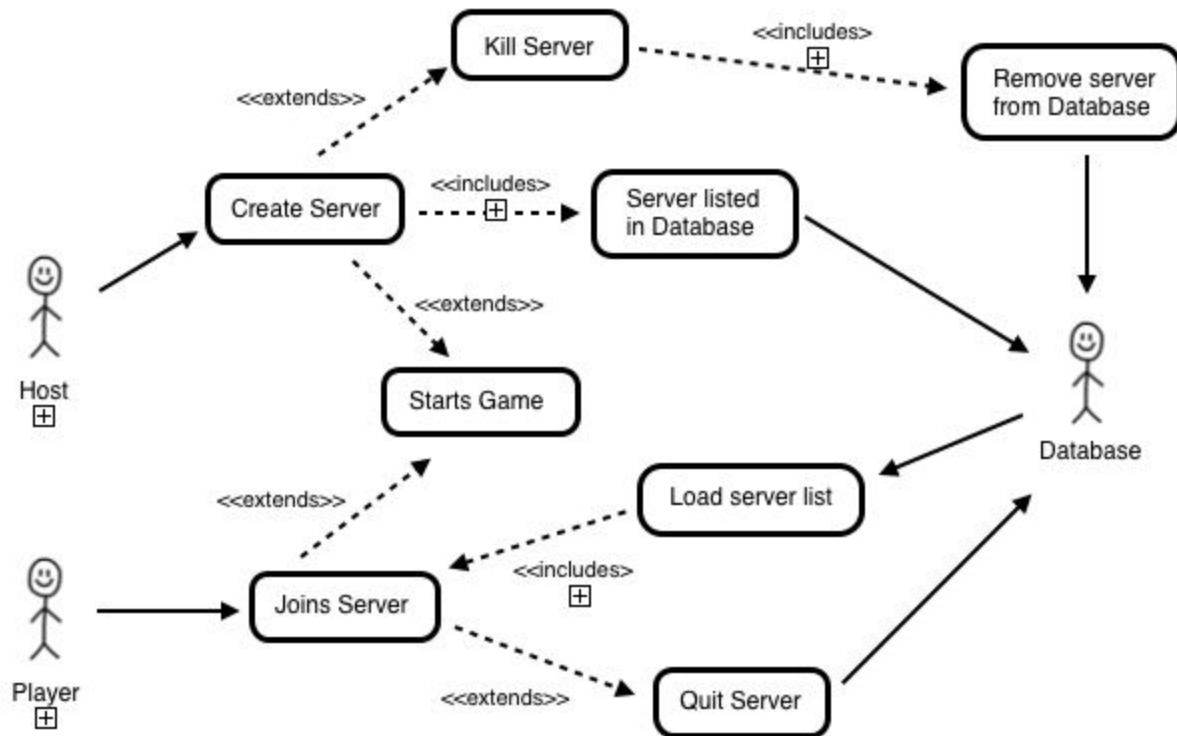 Kill Server
<<includes>>
Remove server
from Database
<<extends>>
Create Server
<<includes>>
Server listed
in Database
<<extends>>
Host
Starts Game
Database
<<extends>>
Load server list
<<includes>>
Joins Server
Player
<<extends>>
Quit Server